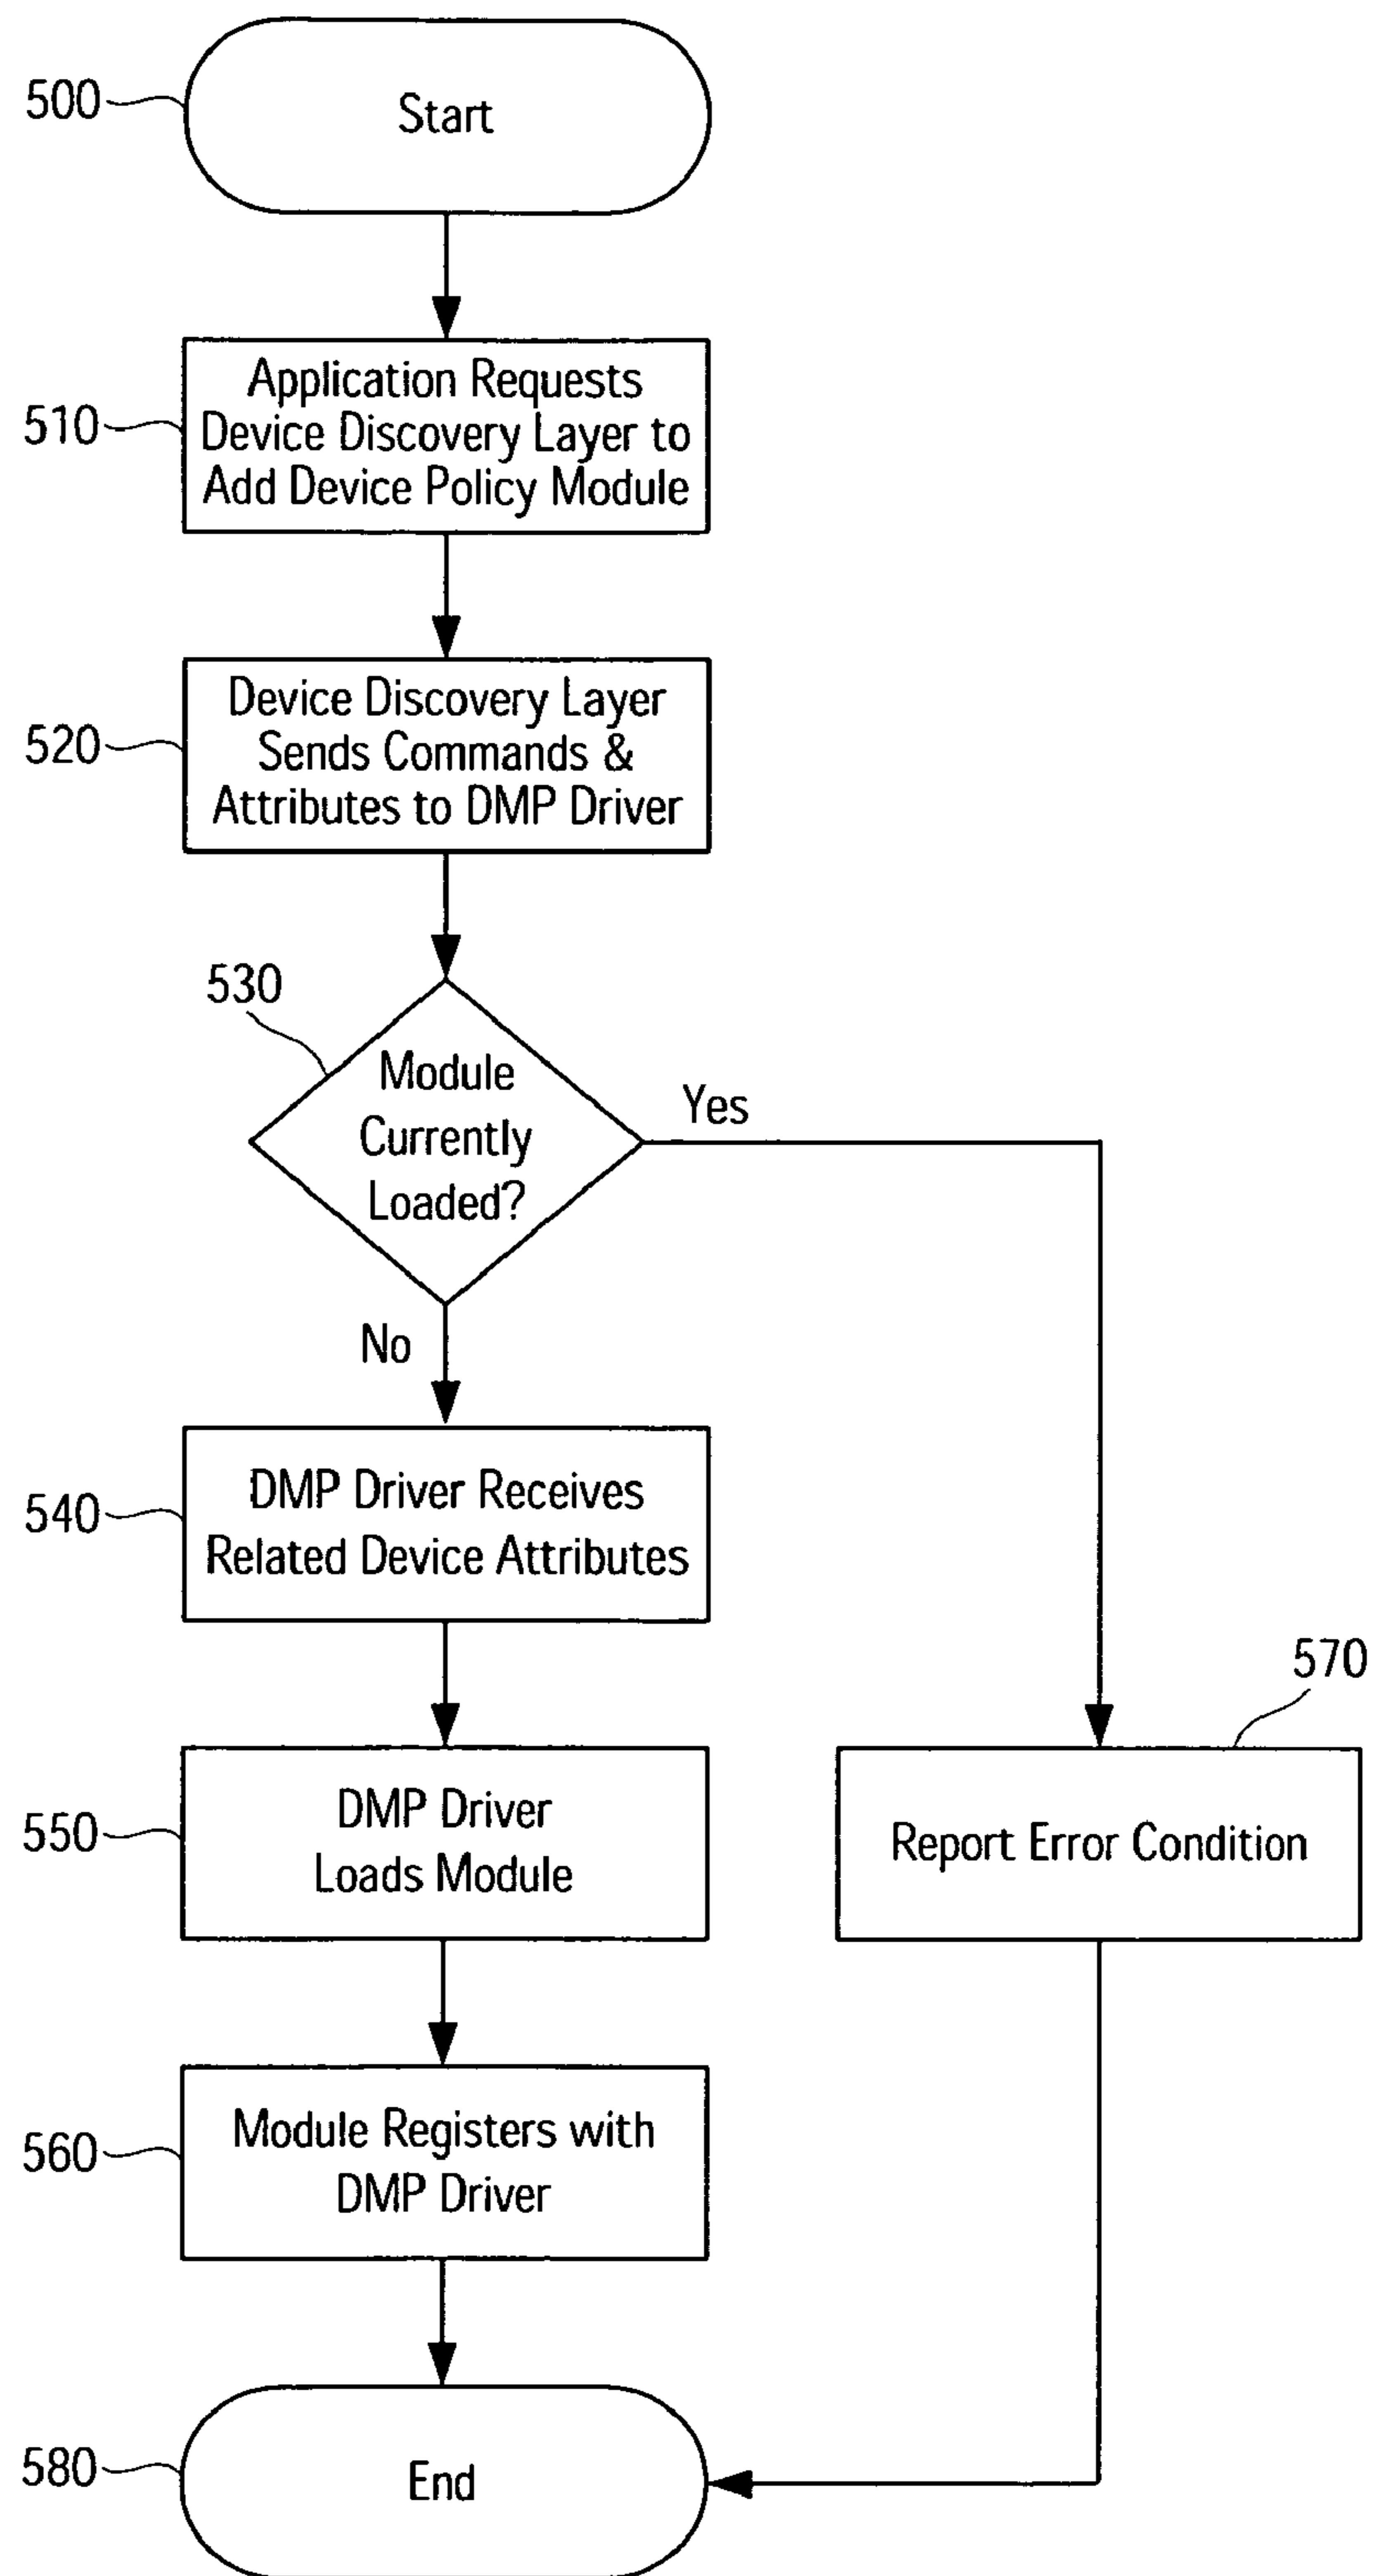 500
Start
510
Application Requests
Device Discovery Layer to
Add Device Policy Module
520
Device Discovery Layer
Sends Commands &
Attributes to DMP Driver
530
Module
Currently
Loaded?
Yes
No
540
DMP Driver Receives
Related Device Attributes
550
DMP Driver
Loads Module
570
Report Error Condition
560
Module Registers with
DMP Driver
580
End